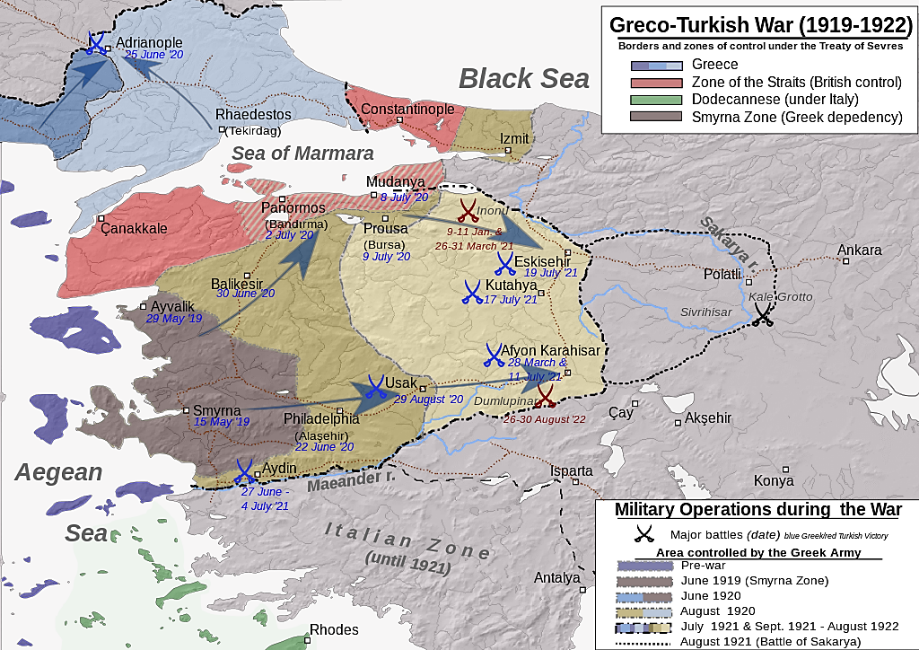 Greco-Turkish War (1919-1922)
Borders and zones of control under the Treaty of Sevres
Greece
Zone of the Straits (British control)
Dodecannese (under Italy)
Smyrna Zone (Greek depedency)
Adrianople
25 June '20
Black Sea
Rhaedestos
(Tekirdag)
Constantinople
Izmit
Sea of Marmara
Mudanya
8 July '20
Çanakkale
Panormos
(Bandirma)
2 July '20
Prousa
(Bursa)
9 July '20
Inonu
9-11 Jan. &
26-31 March '21
Sakarya r.
Ankara
Eskisehir
19 July '21
Polatli
Balikesir
30 June '20
Kutahya
17 July '21
Kale Grotto
Sivrihisar
Ayvalik
29 May '19
Afyon Karahisar
28 March &
11 July '21
Usak
29 August '20
Dumlupinar
26-30 August '22
Smyrna
15 May '19
Philadelphia
(Alaşehir)
22 June '20
Çay
Akşehir
Aegean
Sea
Aydin
27 June -
4 July '21
Maeander r.
Isparta
Konya
Italian Zone
(until 1921)
Antalya
Rhodes
Military Operations during the War
Major battles (date) blue Greek/red Turkish Victory
Area controlled by the Greek Army
Pre-war
June 1919 (Smyrna Zone)
June 1920
August 1920
July 1921 & Sept. 1921 - August 1922
August 1921 (Battle of Sakarya)